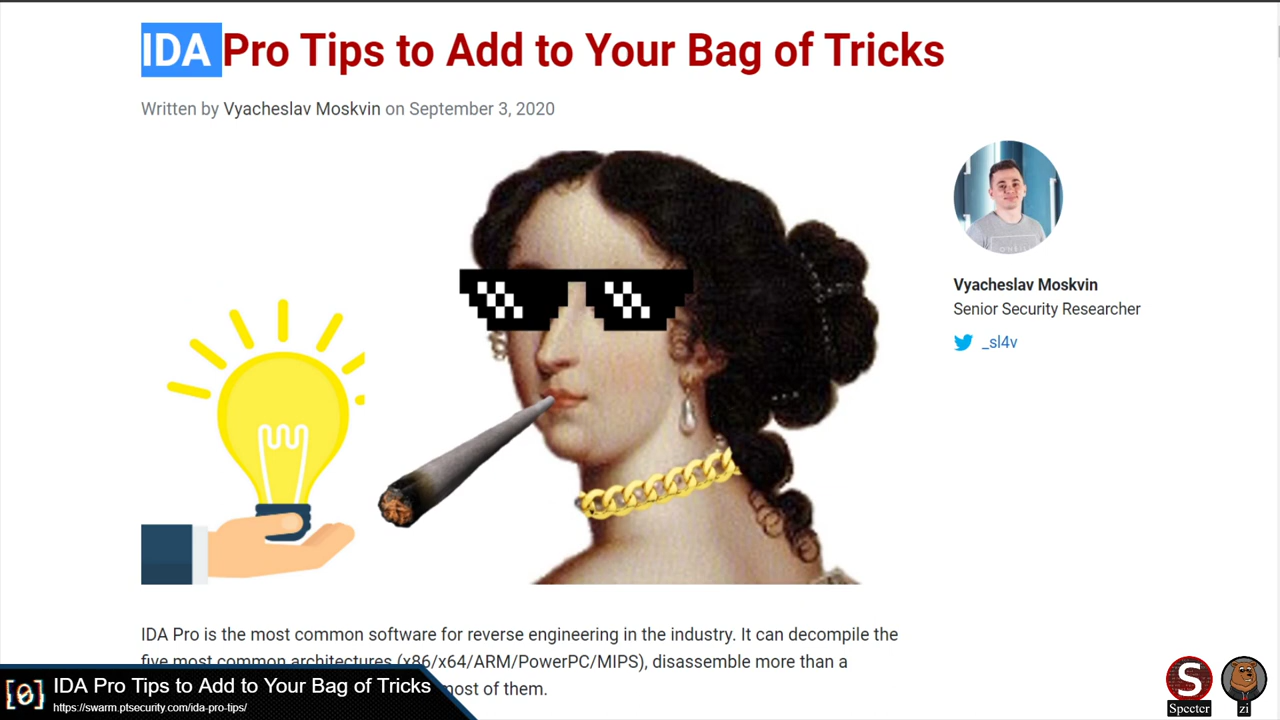 IDA Pro Tips to Add to Your Bag of Tricks
Written by Vyacheslav Moskvin on September 3, 2020
Vyacheslav Moskvin
Senior Security Researcher
_sl4v
IDA Pro is the most common software for reverse engineering in the industry. It can decompile the
five most common architectures (x86/x64/ARM/PowerPC/MIPS), disassemble more than a
most of them.
[0] IDA Pro Tips to Add to Your Bag of Tricks
https://swarm.ptsecurity.com/ida-pro-tips/
S
Specter
zi